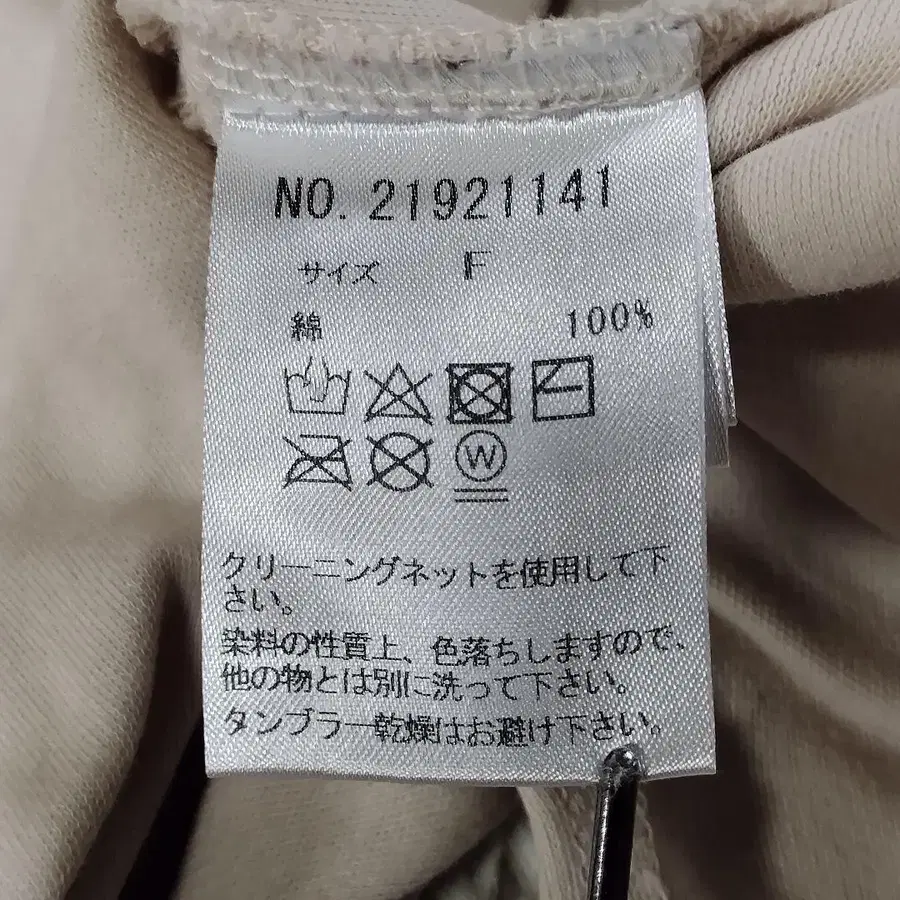 NO. 21921141
サイズ F
綿 100%
W
クリーニングネットを使用して下
さい。
染料の性質上、色落ちしますので、
他の物とは別に洗って下さい。
タンブラー乾燥はお避け下さい。